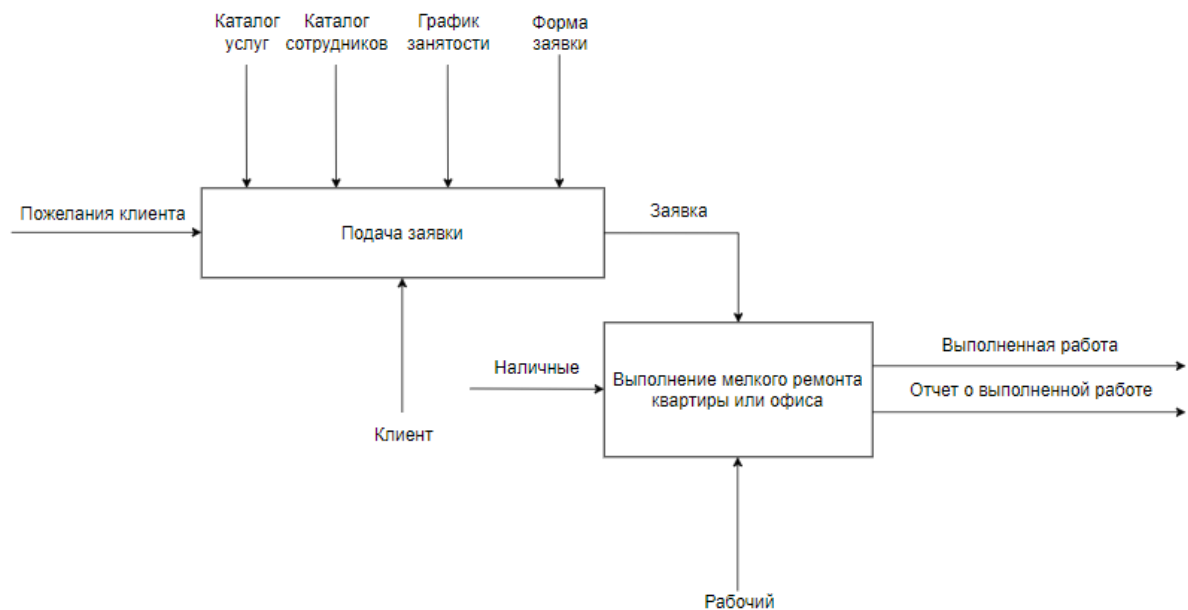 Каталог
услуг
Каталог
сотрудников
График
занятости
Форма
заявки
Пожелания клиента
Подача заявки
Заявка
Клиент
Наличные
Выполнение мелкого ремонта
квартиры или офиса
Выполненная работа
Отчет о выполненной работе
Рабочий